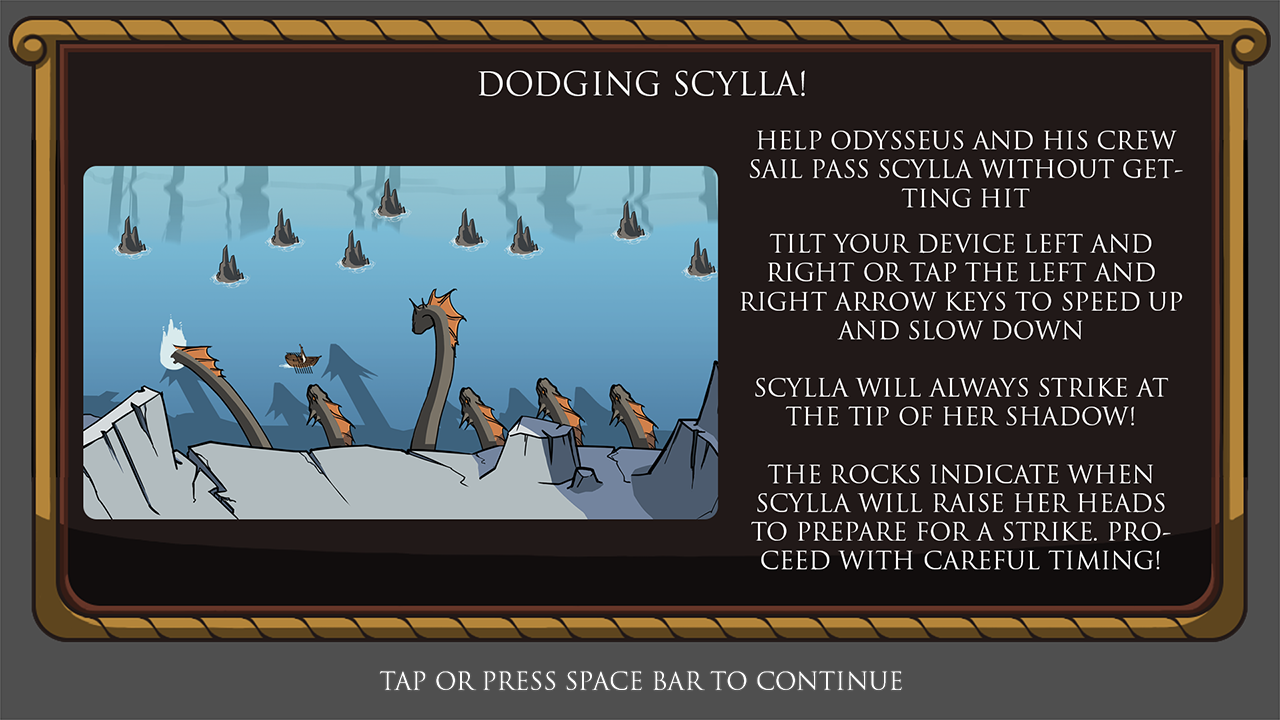 DODGING SCYLLA!
HELP ODYSSEUS AND HIS CREW
SAIL PASS SCYLLA WITHOUT GET-
TING HIT
TILT YOUR DEVICE LEFT AND
RIGHT OR TAP THE LEFT AND
RIGHT ARROW KEYS TO SPEED UP
AND SLOW DOWN
SCYLLA WILL ALWAYS STRIKE AT
THE TIP OF HER SHADOW!
THE ROCKS INDICATE WHEN
SCYLLA WILL RAISE HER HEADS
TO PREPARE FOR A STRIKE. PRO-
CEED WITH CAREFUL TIMING!
TAP OR PRESS SPACE BAR TO CONTINUE